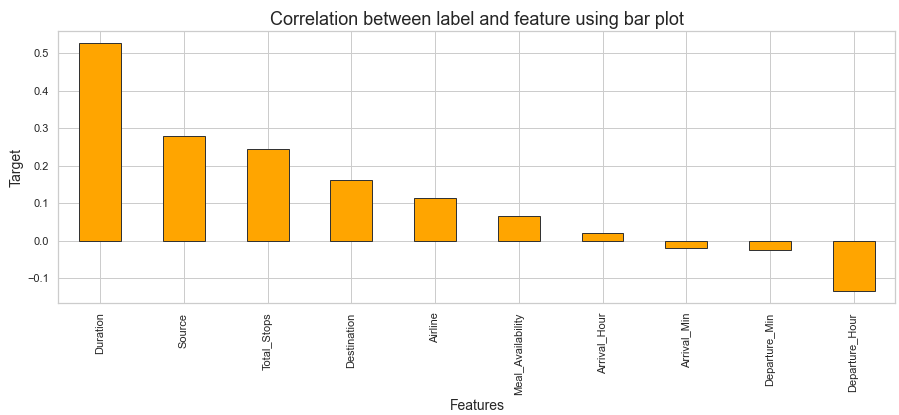 Correlation between label and feature using bar plot
Target
0.5
0.4
0.3
0.2
0.1
0.0
−0.1
Duration
Source
Total_Stops
Destination
Airline
Meal_Availability
Arrival_Hour
Arrival_Min
Departure_Min
Departure_Hour
Features